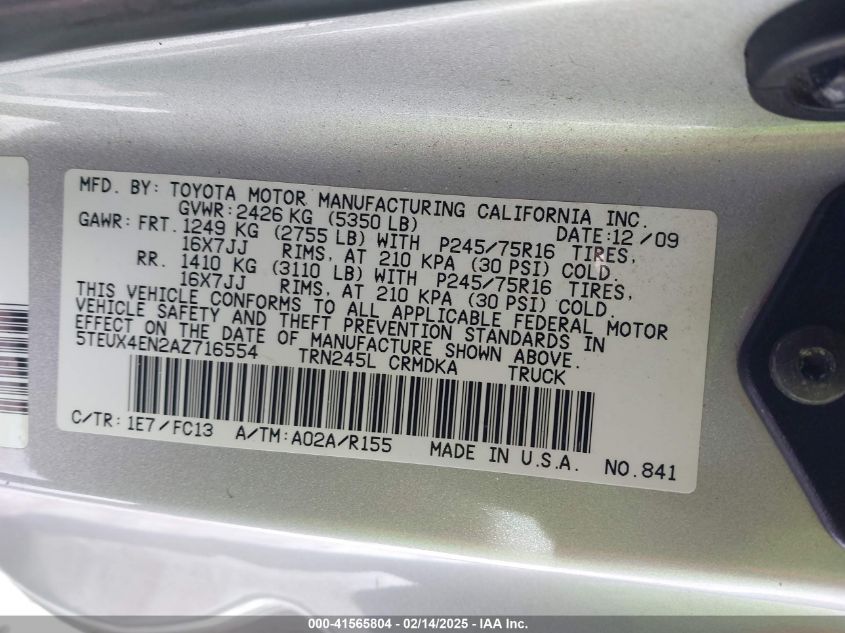 MFD. BY: TOYOTA MOTOR MANUFACTURING CALIFORNIA INC.
GVWR: 2426 KG (5350 LB) DATE: 12/09
GAWR: FRT. 1249 KG (2755 LB) WITH P245/75R16 TIRES,
16X7JJ RIMS, AT 210 KPA (30 PSI) COLD.
RR. 1410 KG (3110 LB) WITH P245/75R16 TIRES,
16X7JJ RIMS, AT 210 KPA (30 PSI) COLD.
THIS VEHICLE CONFORMS TO ALL APPLICABLE FEDERAL MOTOR
VEHICLE SAFETY AND THEFT PREVENTION STANDARDS IN
EFFECT ON THE DATE OF MANUFACTURE SHOWN ABOVE.
5TEUX4EN2AZ716554 TRN245L CRMDKA TRUCK
C/TR: 1E7/FC13 A/TM: A02A/R155 MADE IN U.S.A. NO. 841
000-41565804 - 02/14/2025 - IAA, Inc.